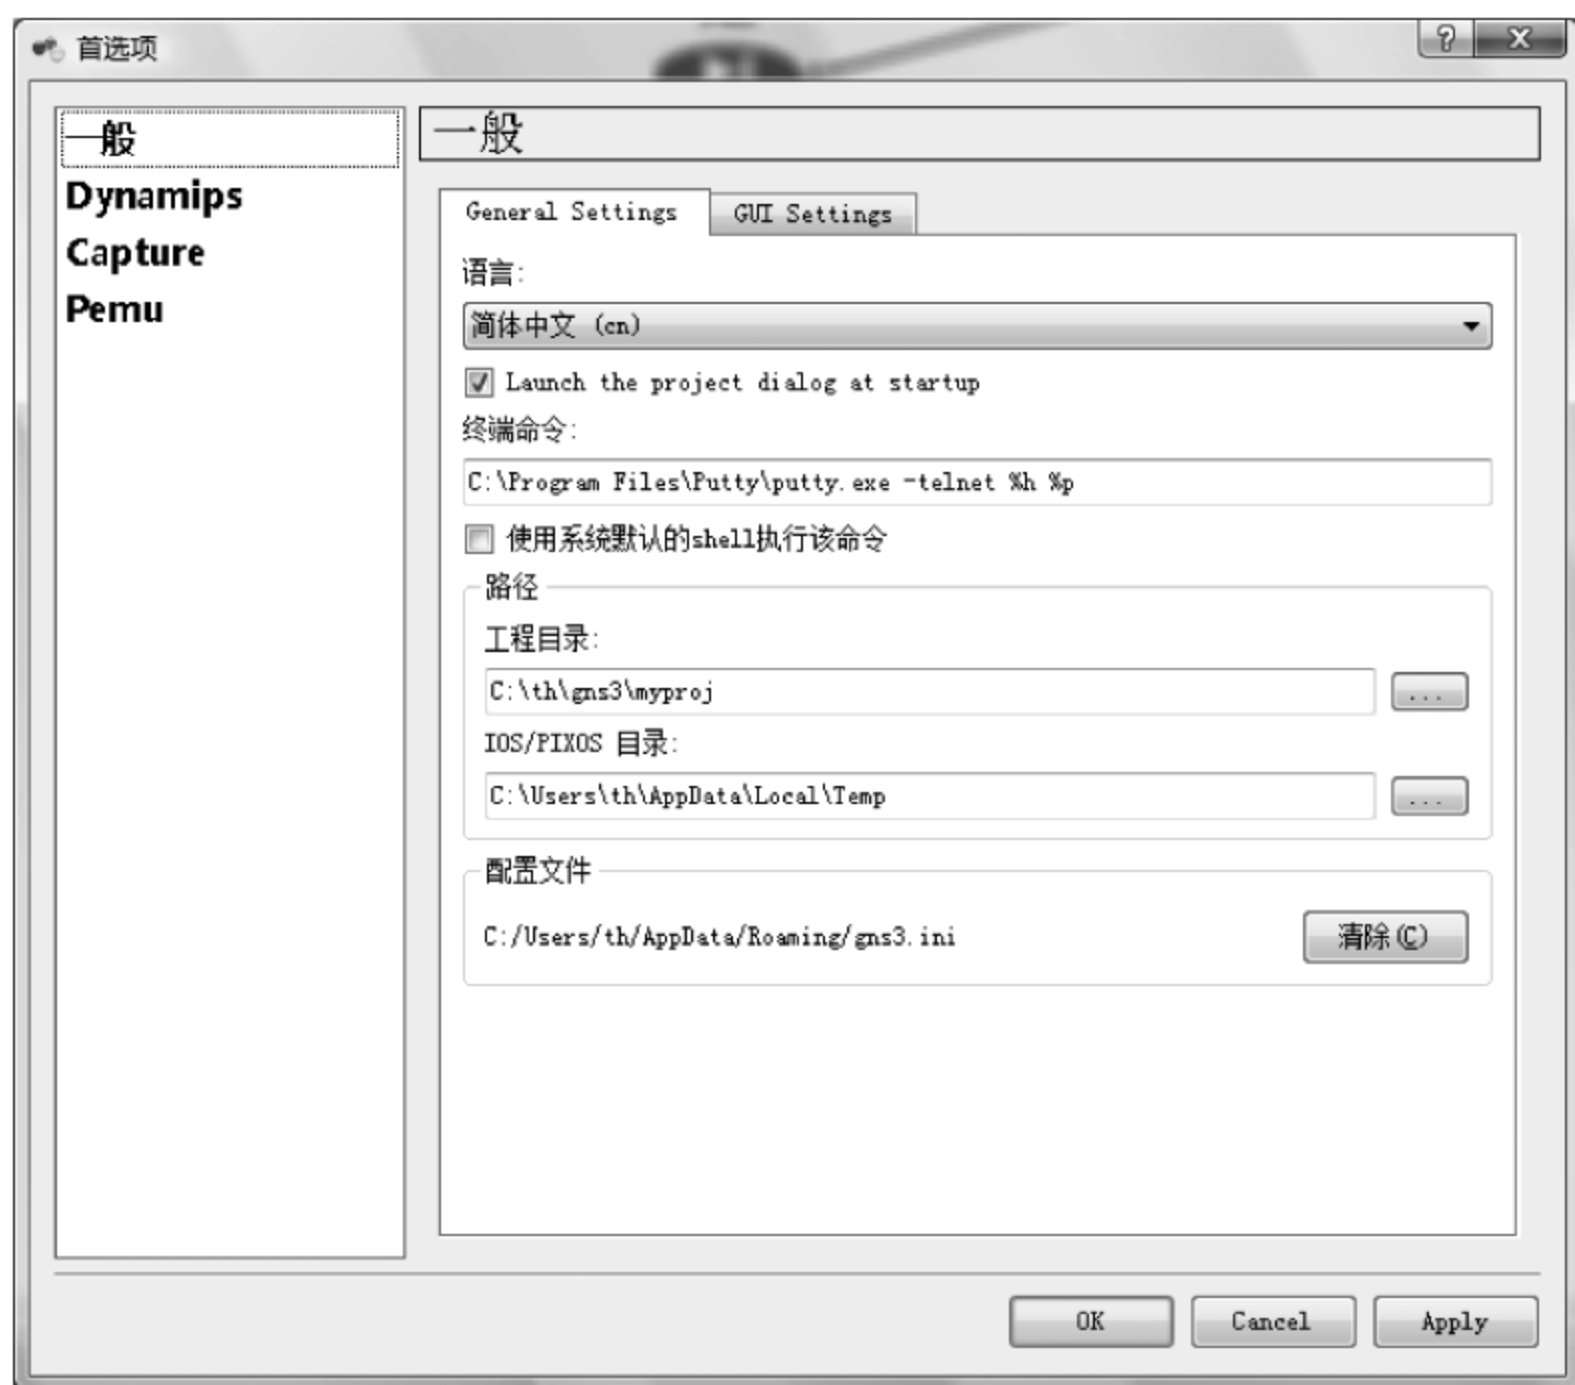 首选项
一般
Dynamips
Capture
Pemu
一般
General Settings
GUI Settings
语言:
简体中文 (cn)
Launch the project dialog at startup
终端命令:
C:\Program Files\Putty\putty.exe -telnet %h %p
使用系统默认的shell执行该命令
路径
工程目录:
C:\th\gns3\myproj
...
IOS/PIXOS 目录:
C:\Users\th\AppData\Local\Temp
...
配置文件
C:/Users/th/AppData/Roaming/gns3.ini
清除(C)
OK
Cancel
Apply